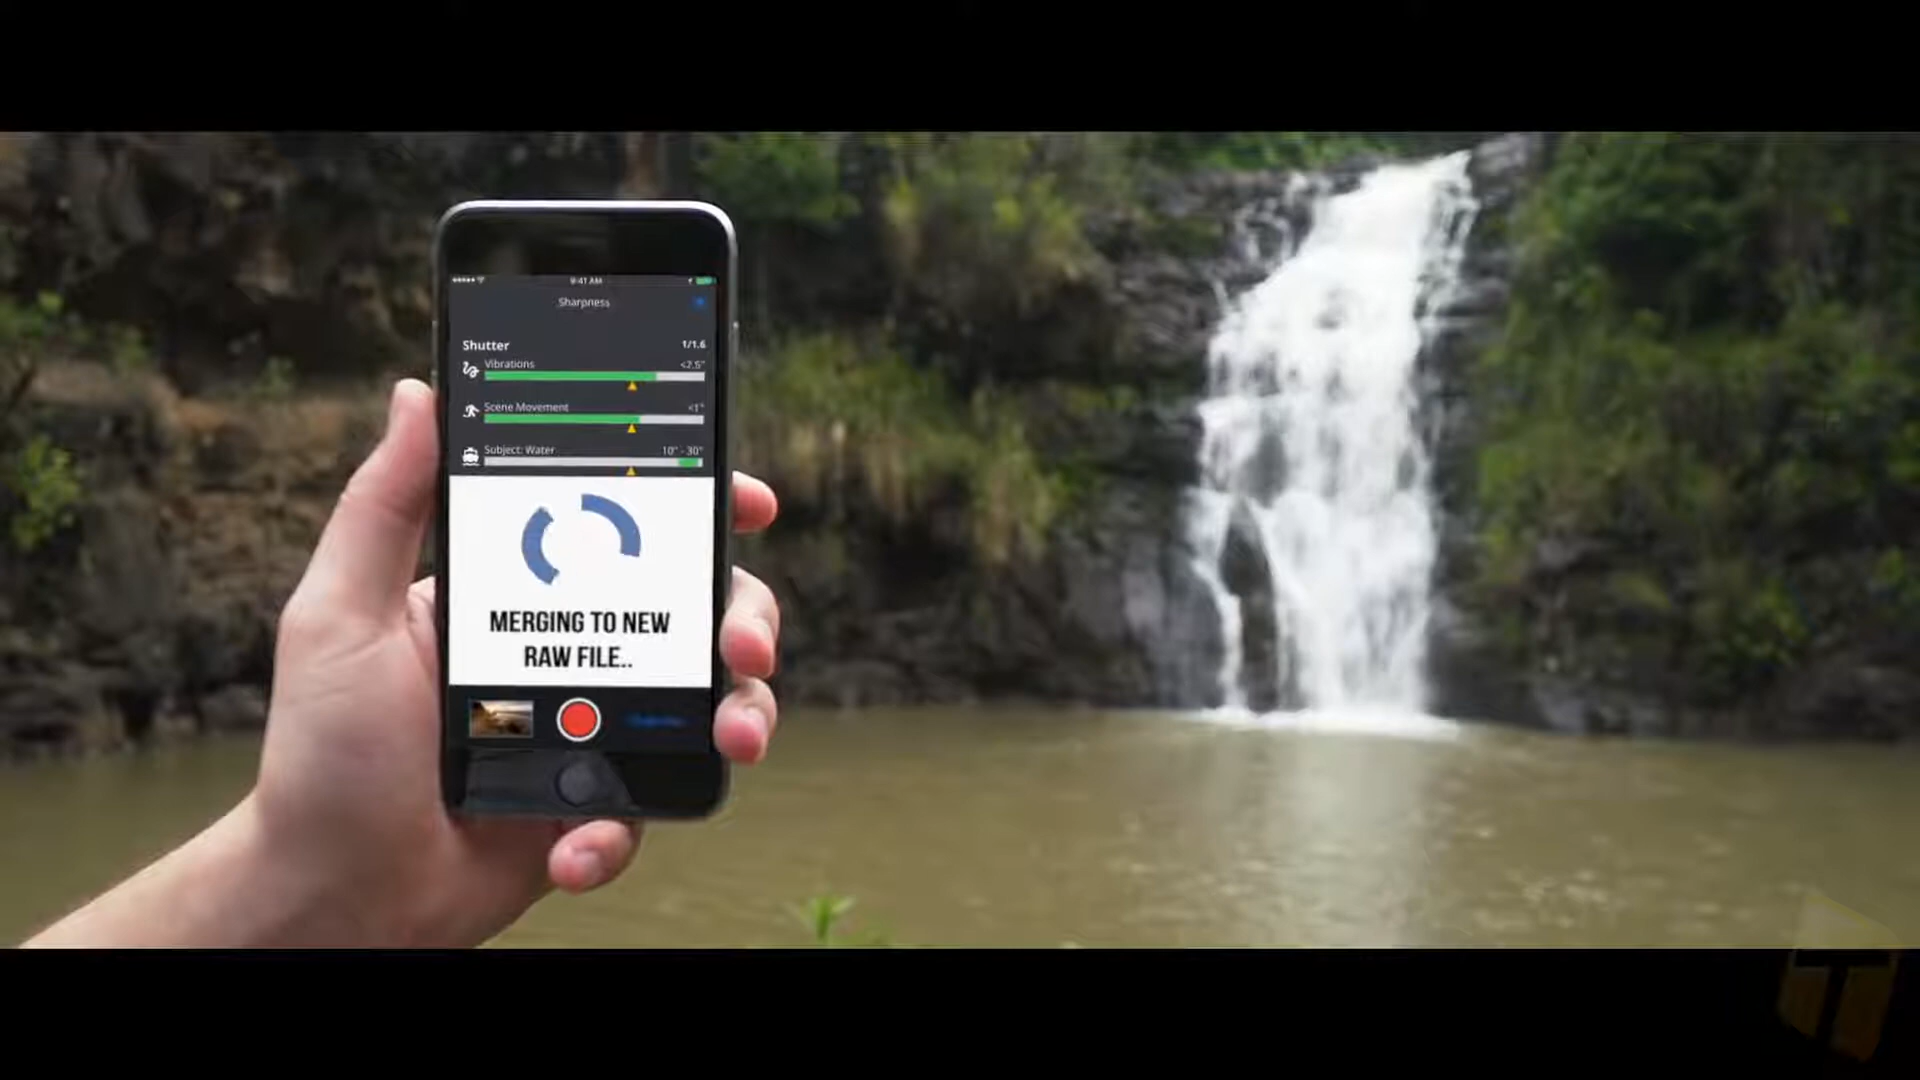 9:41 AM
Sharpness
Shutter 1/1.6
Vibrations <2.5"
Scene Movement <1"
Subject: Water 10" - 30"
MERGING TO NEW
RAW FILE..